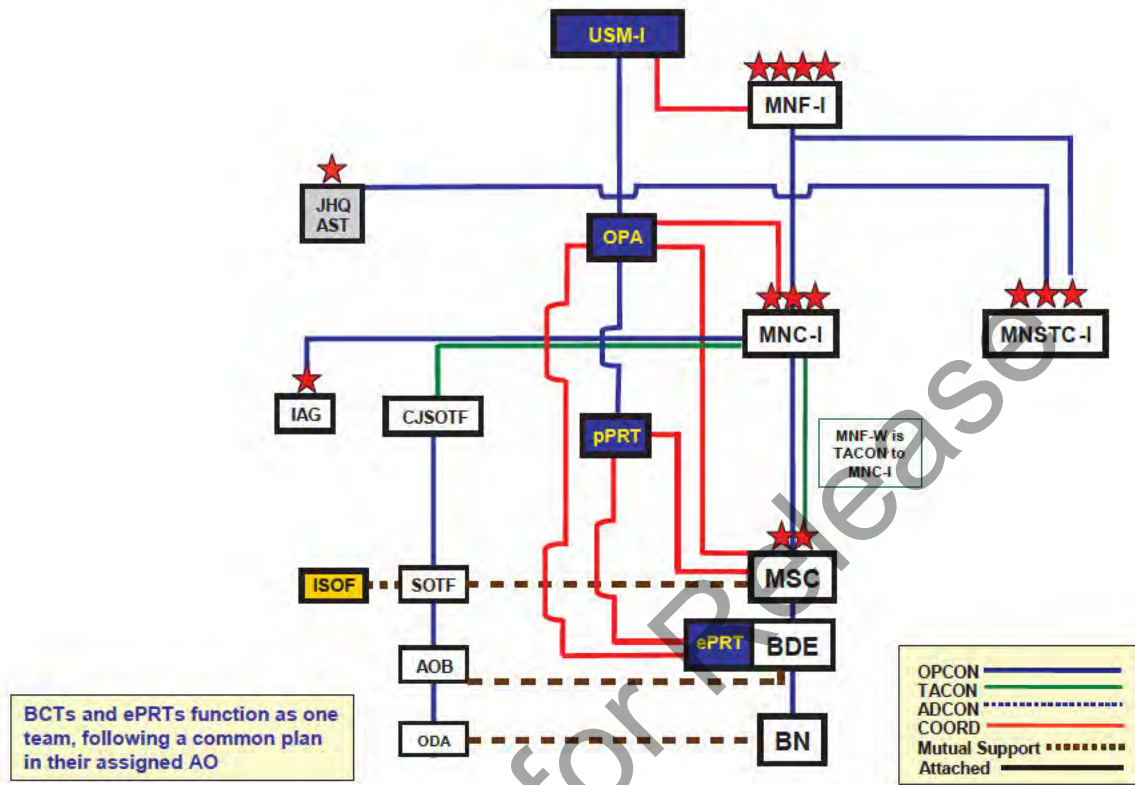 USM-I
MNF-I
JHQ
AST
OPA
MNC-I
MNSTC-I
IAG
CJSOTF
pPRT
MNF-W is
TACON to
MNC-I
ISOF
SOTF
MSC
ePRT
BDE
AOB
ODA
BN
BCTs and ePRTs function as one
team, following a common plan
in their assigned AO
OPCON
TACON
ADCON
COORD
Mutual Support
Attached
for Release